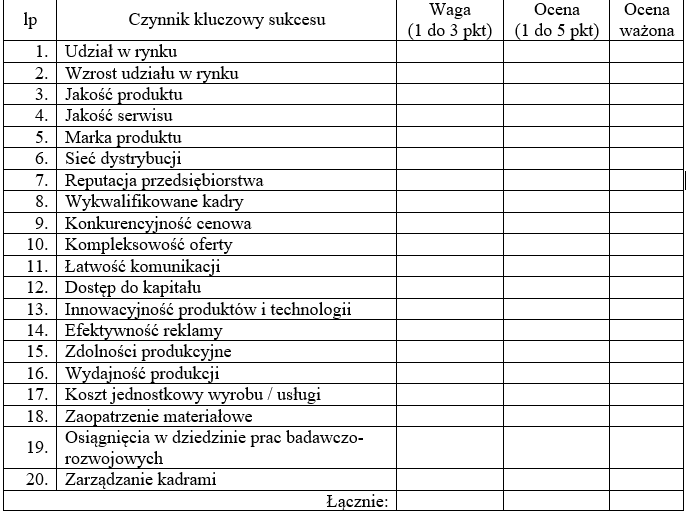 lp Czynnik kluczowy sukcesu Waga (1 do 3 pkt) Ocena (1 do 5 pkt) Ocena ważona
1. Udział w rynku
2. Wzrost udziału w rynku
3. Jakość produktu
4. Jakość serwisu
5. Marka produktu
6. Sieć dystrybucji
7. Reputacja przedsiębiorstwa
8. Wykwalifikowane kadry
9. Konkurencyjność cenowa
10. Kompleksowość oferty
11. Łatwość komunikacji
12. Dostęp do kapitału
13. Innowacyjność produktów i technologii
14. Efektywność reklamy
15. Zdolności produkcyjne
16. Wydajność produkcji
17. Koszt jednostkowy wyrobu / usługi
18. Zaopatrzenie materiałowe
19. Osiągnięcia w dziedzinie prac badawczo-
rozwojowych
20. Zarządzanie kadrami
Łącznie: